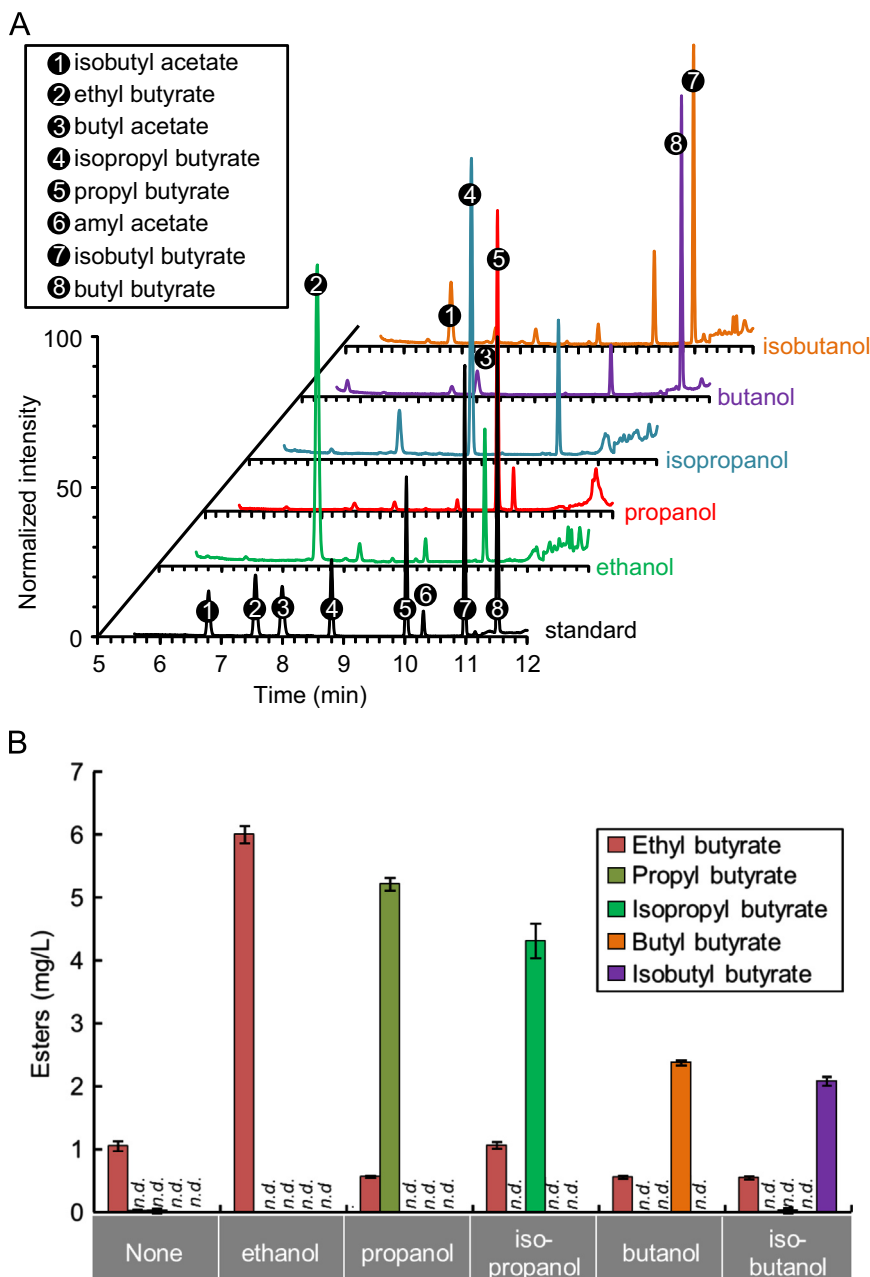 A
1 isobutyl acetate
2 ethyl butyrate
3 butyl acetate
4 isopropyl butyrate
5 propyl butyrate
6 amyl acetate
7 isobutyl butyrate
8 butyl butyrate
7
8
4
5
2
1
3
isobutanol
butanol
isopropanol
propanol
ethanol
standard
1 2 3 4 5 6 7 8
100
50
0
Normalized intensity
5 6 7 8 9 10 11 12
Time (min)
B
7
6
5
4
3
2
1
0
Esters (mg/L)
Ethyl butyrate
Propyl butyrate
Isopropyl butyrate
Butyl butyrate
Isobutyl butyrate
n.d. n.d. n.d. n.d.
n.d. n.d. n.d. n.d
n.d. n.d. n.d.
n.d. n.d. n.d.
n.d. n.d. n.d.
n.d. n.d. n.d.
None ethanol propanol iso-propanol butanol iso-butanol